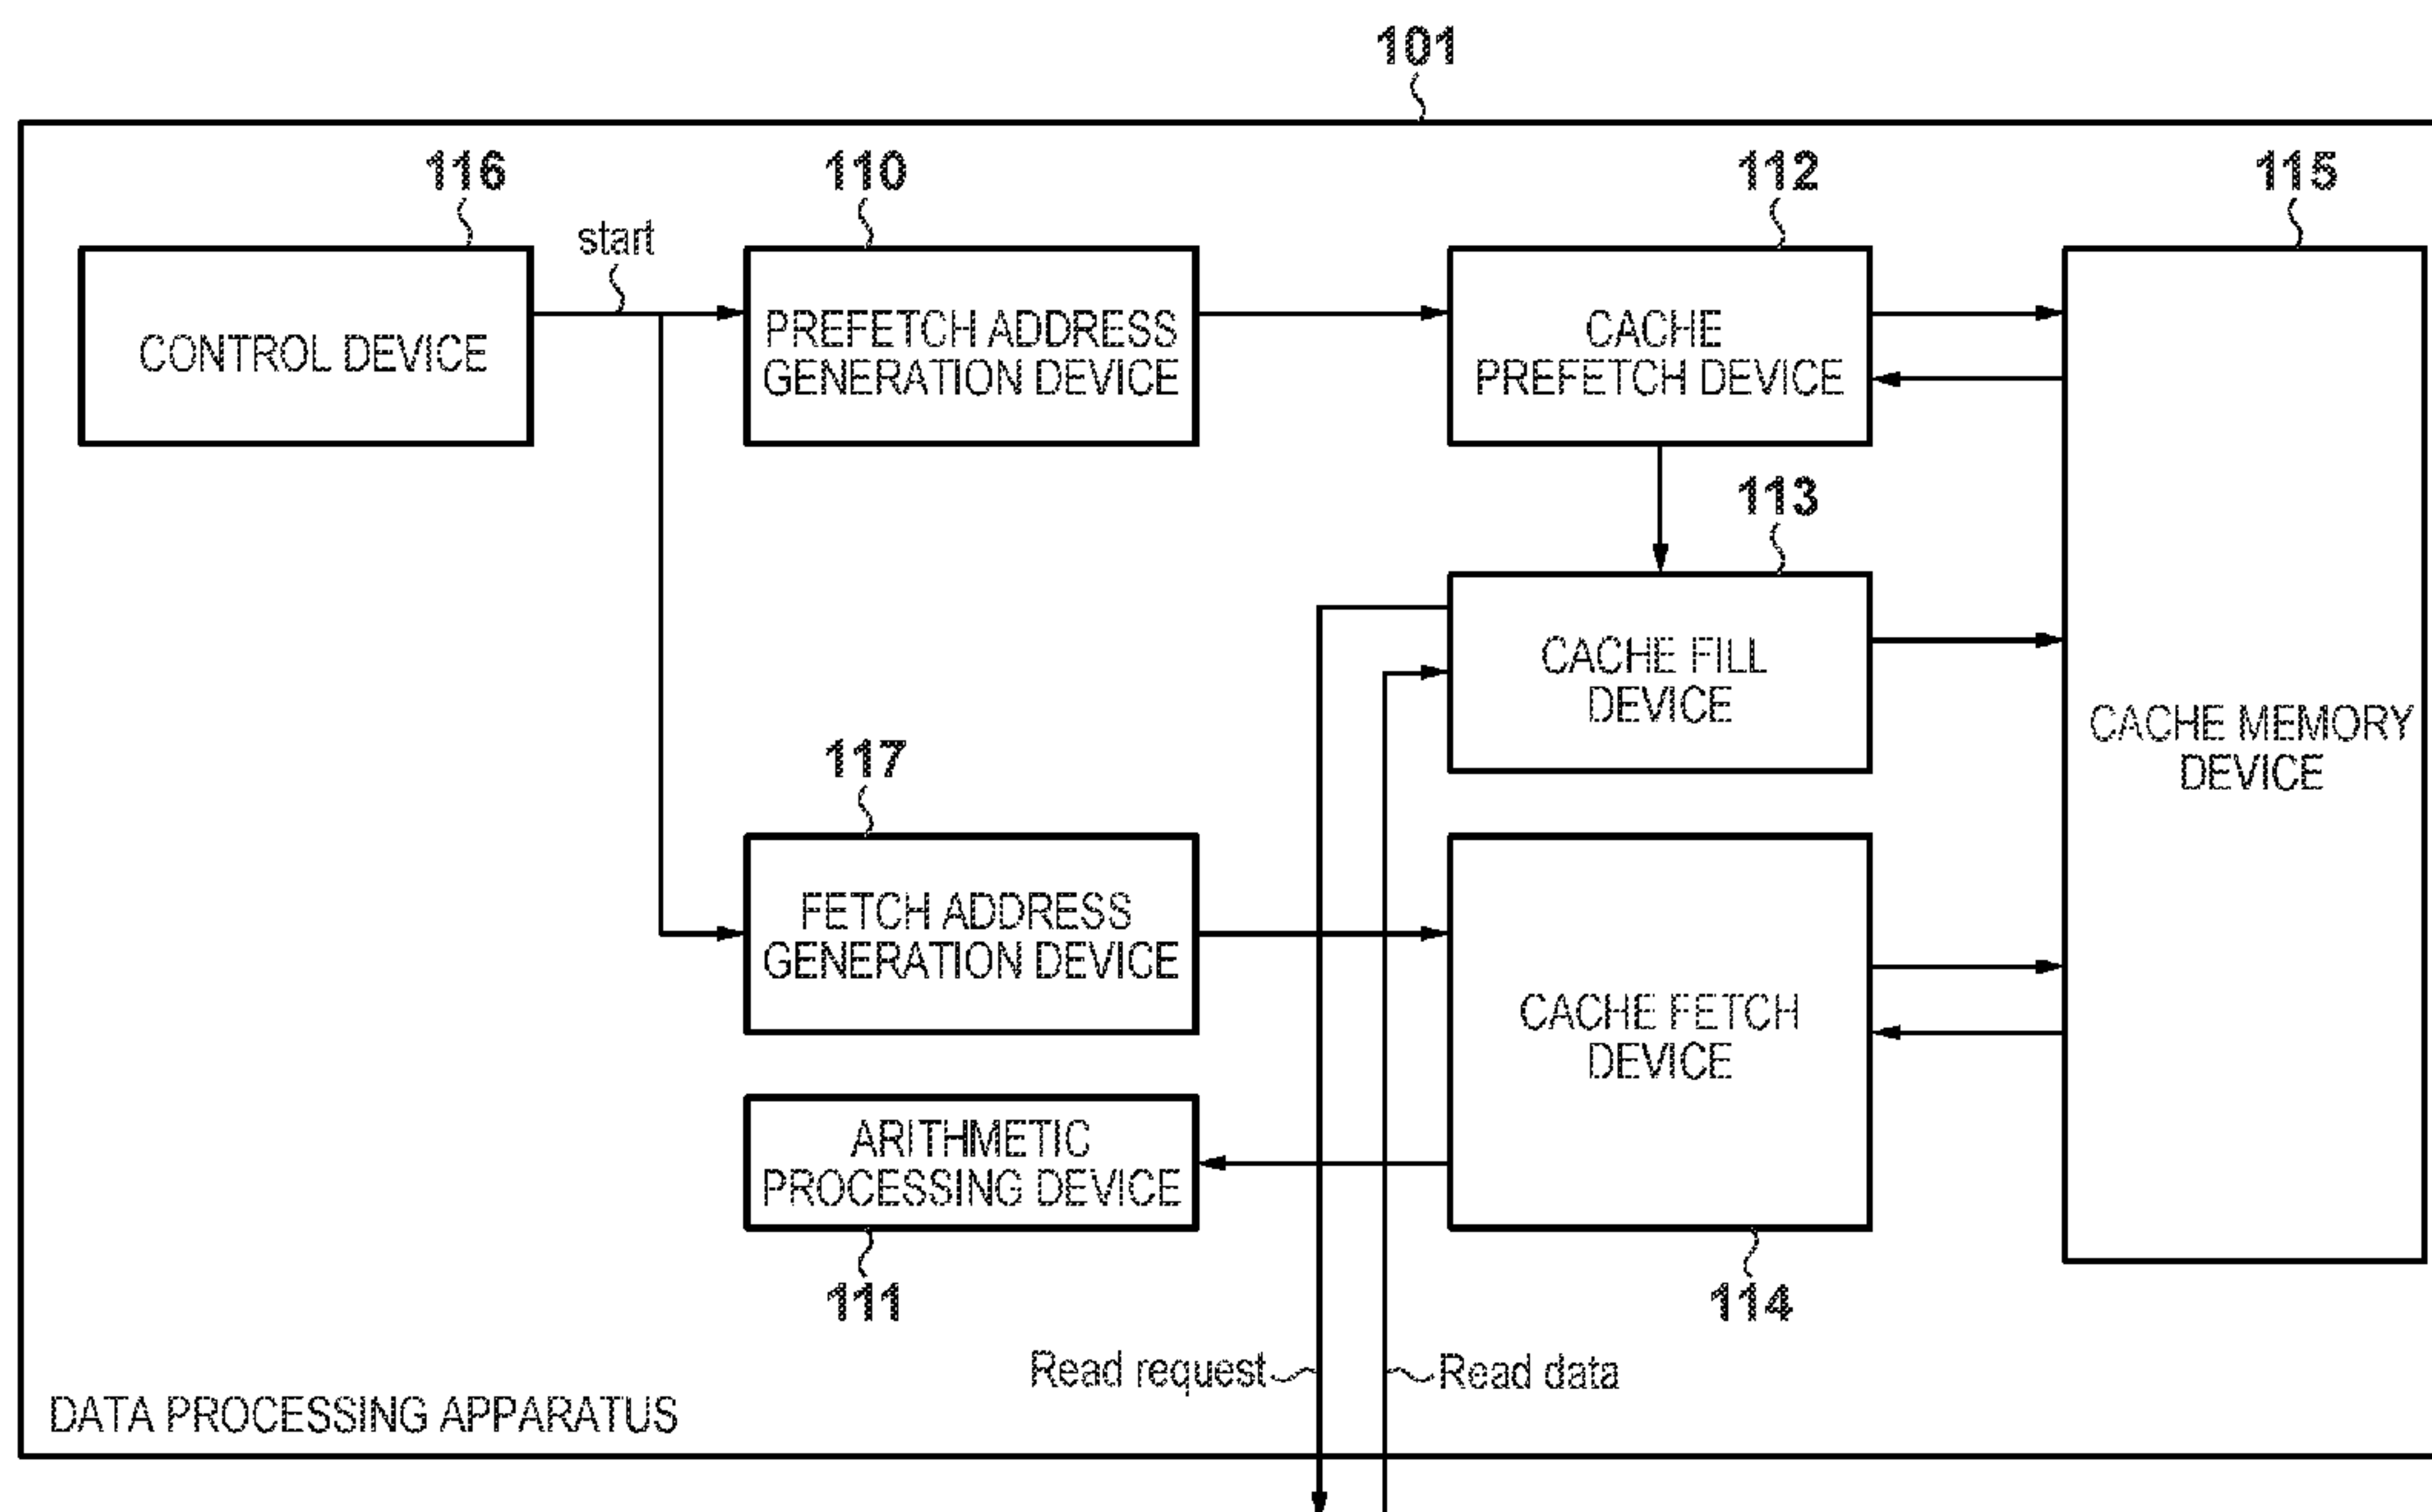 101
116
110
112
115
start
CONTROL DEVICE
PREFETCH ADDRESS
GENERATION DEVICE
CACHE
PREFETCH DEVICE
113
CACHE FILL
DEVICE
CACHE MEMORY
DEVICE
117
FETCH ADDRESS
GENERATION DEVICE
CACHE FETCH
DEVICE
ARITHMETIC
PROCESSING DEVICE
111
114
Read request
Read data
DATA PROCESSING APPARATUS